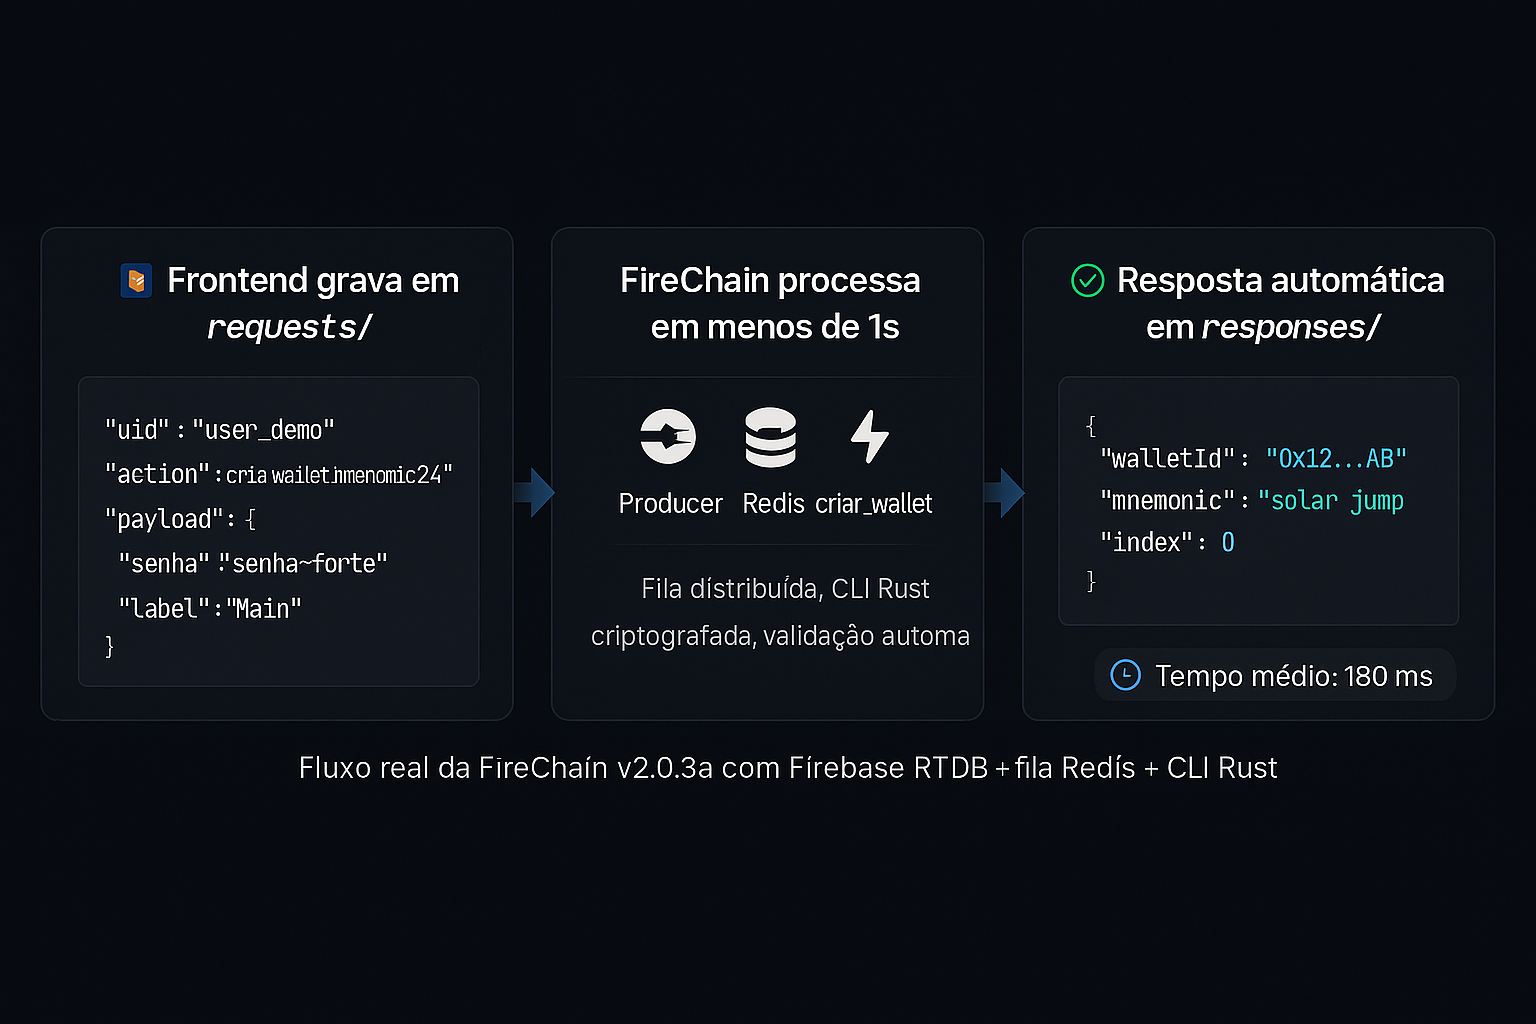 Frontend grava em
requests/
"uid" : "user_demo"
"action" : cria wailet.hmenomic24"
"payload" : {
"senha" : "senha~forte"
"label" : "Main"
}
FireChain processa
em menos de 1s
Producer Redis criar_wallet
Fila distribuída, CLI Rust
criptografada, validação automa
Resposta automática
em responses/
{
"walletId": "0x12...AB"
"mnemonic": "solar jump
"index": 0
}
Tempo médio: 180 ms
Fluxo real da FireChain v2.0.3a com Firebase RTDB + fila Redis + CLI Rust